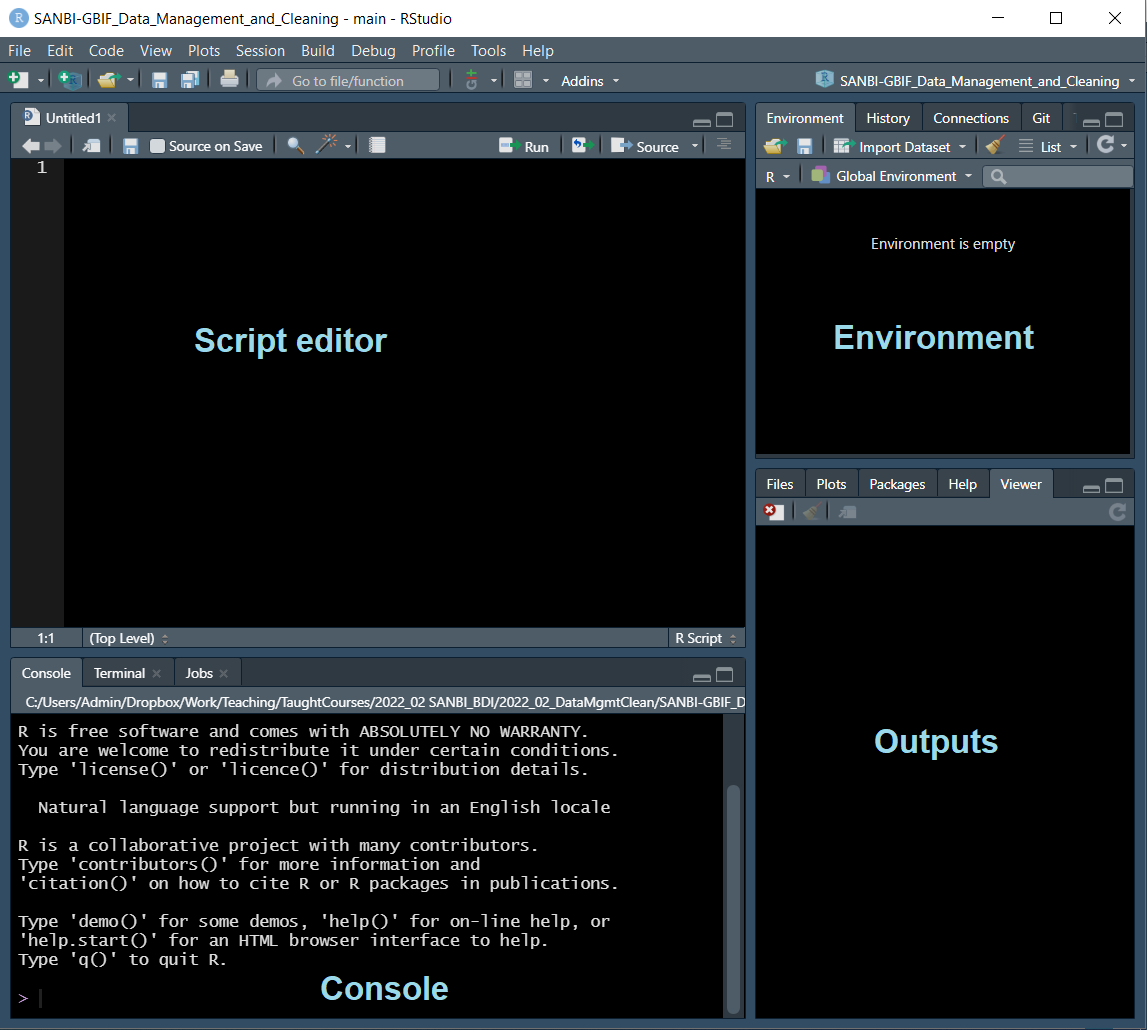 SANBI-GBIF_Data_Management_and_Cleaning - main - RStudio
File Edit Code View Plots Session Build Debug Profile Tools Help
Go to file/function Addins SANBI-GBIF_Data_Management_and_Cleaning
Untitled1
Source on Save Run Source
1
Script editor
1:1 (Top Level) R Script
Console Terminal Jobs
C:/Users/Admin/Dropbox/Work/Teaching/TaughtCourses/2022_02 SANBI_BDI/2022_02_DataMgmtClean/SANBI-GBIF_D
R is free software and comes with ABSOLUTELY NO WARRANTY.
You are welcome to redistribute it under certain conditions.
Type 'license()' or 'licence()' for distribution details.
Natural language support but running in an English locale
R is a collaborative project with many contributors.
Type 'contributors()' for more information and
'citation()' on how to cite R or R packages in publications.
Type 'demo()' for some demos, 'help()' for on-line help, or
'help.start()' for an HTML browser interface to help.
Type 'q()' to quit R.
>
Console
Environment History Connections Git
Import Dataset List
R Global Environment
Environment is empty
Environment
Files Plots Packages Help Viewer
Outputs